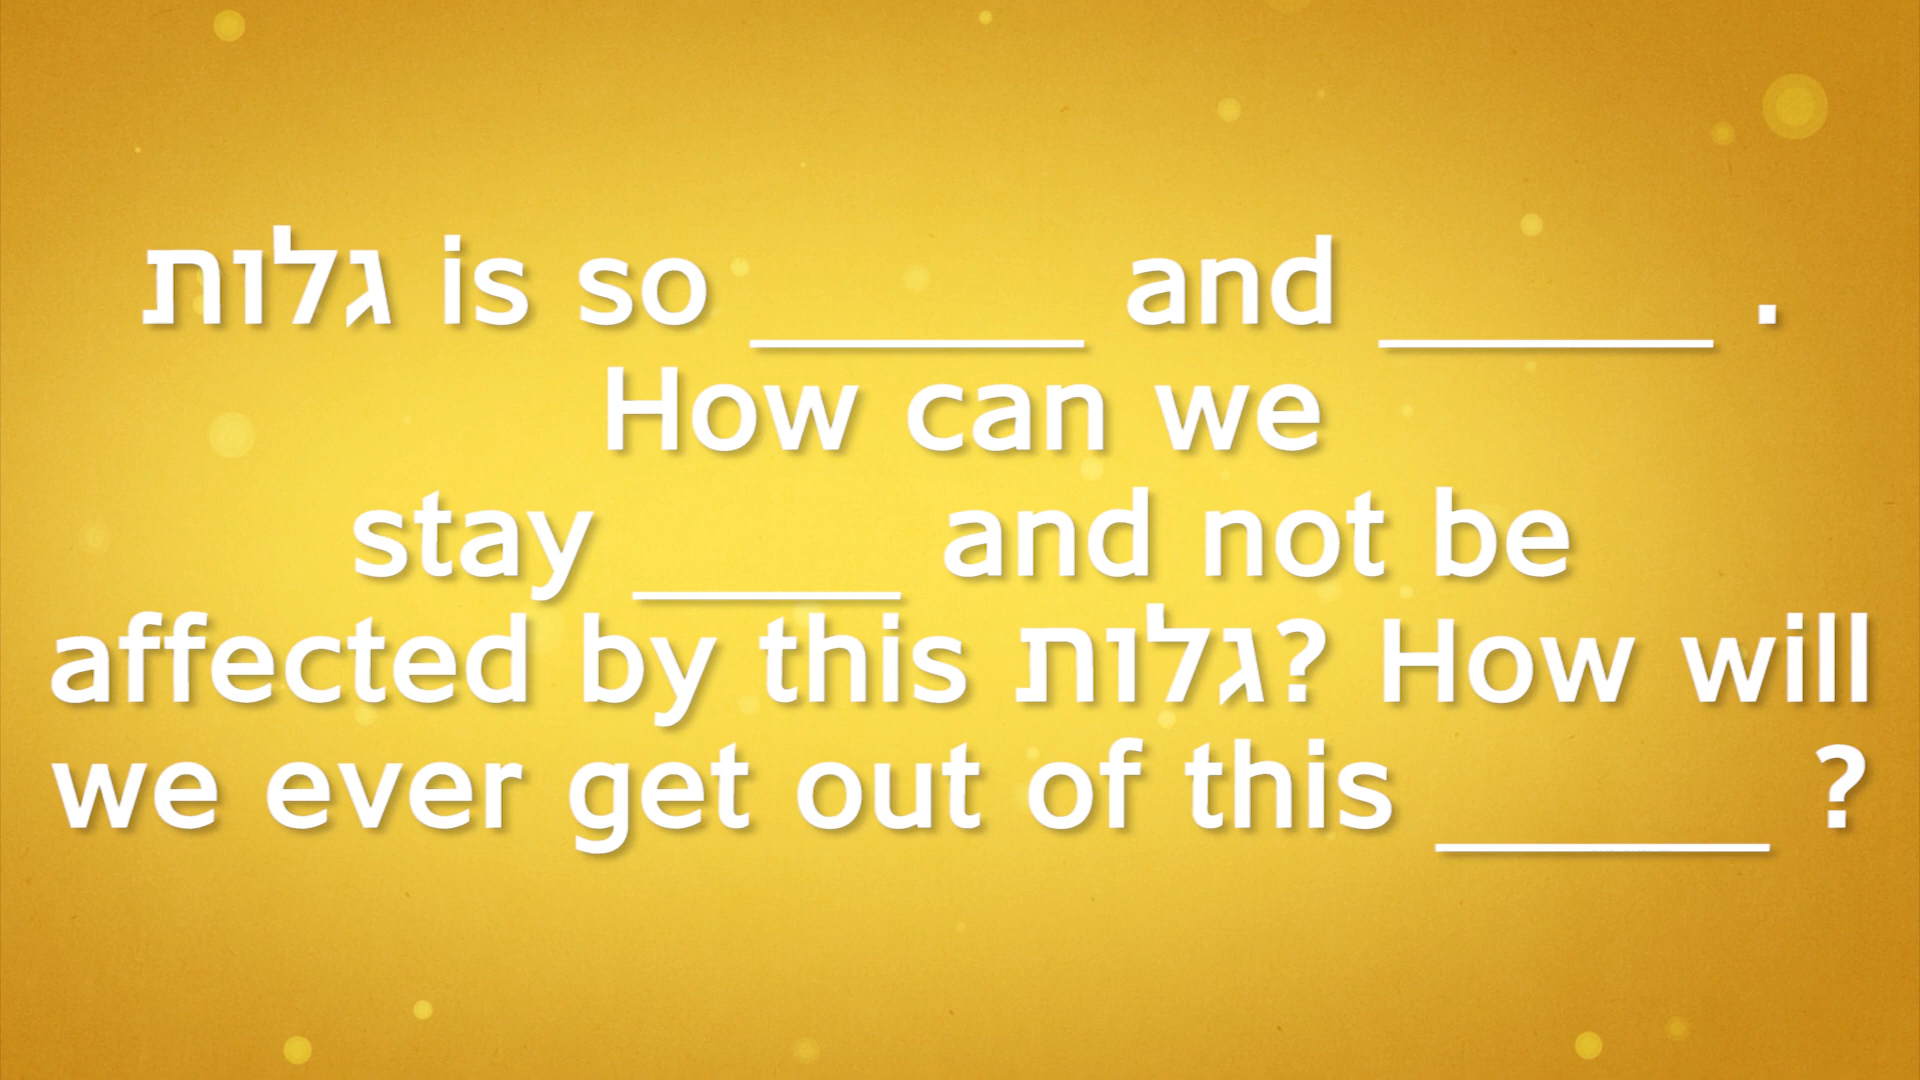 גלות is so ______ and ______ .
How can we
stay _____ and not be
affected by this גלות? How will
we ever get out of this ______ ?